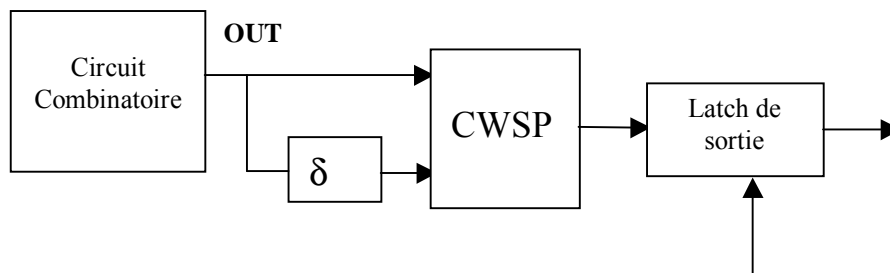 OUT
Circuit
Combinatoire
CWSP
δ
Latch de
sortie